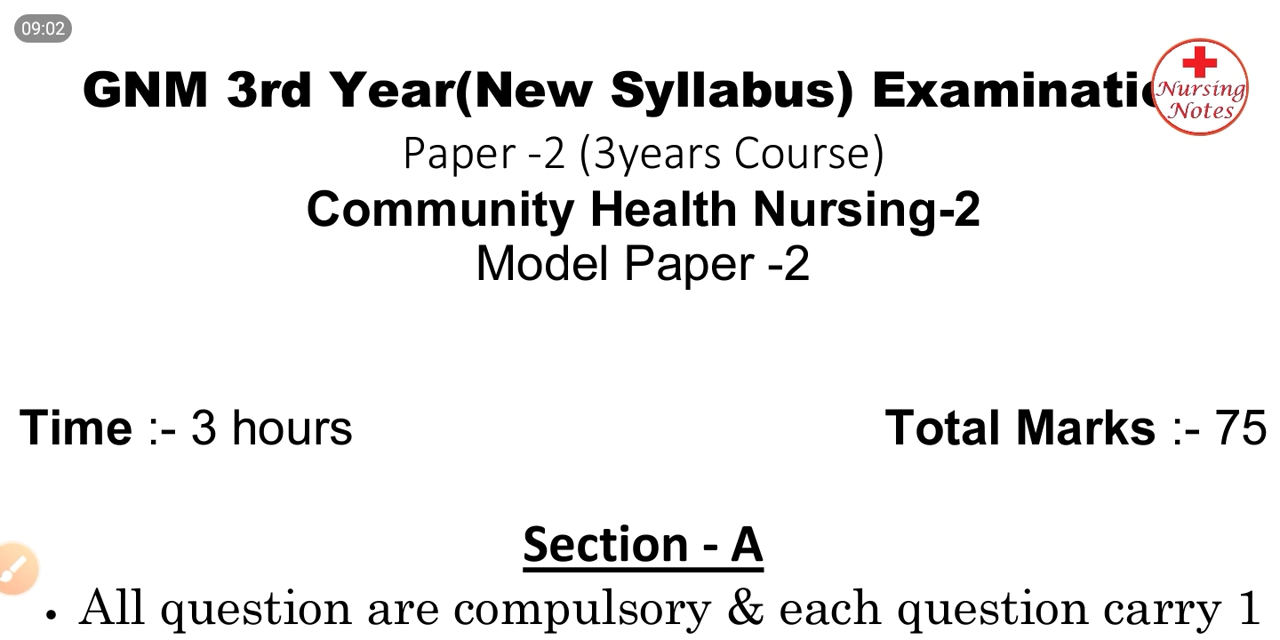 09:02
GNM 3rd Year(New Syllabus) Examinatio
Nursing
Notes
Paper -2 (3years Course)
Community Health Nursing-2
Model Paper -2
Time :- 3 hours
Total Marks :- 75
Section - A
• All question are compulsory & each question carry 1